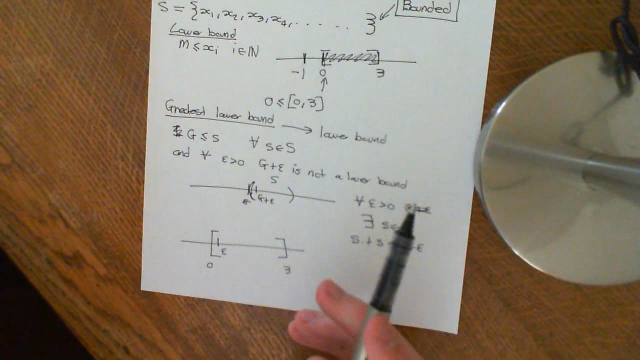 S = {x₁, x₂, x₃, x₄, . . . . . . }
Bounded
Lower bound
m ≤ xᵢ i ∈ ℕ
-1 0 3
0 ≤ [0, 3]
Greatest lower bound → lower bound
G ≤ s ∀ s ∈ S
and ∀ ε > 0 G+ε is not a lower bound
S
G+ε
∀ ε > 0
∃ s ∈
s.t s
ε
0 3